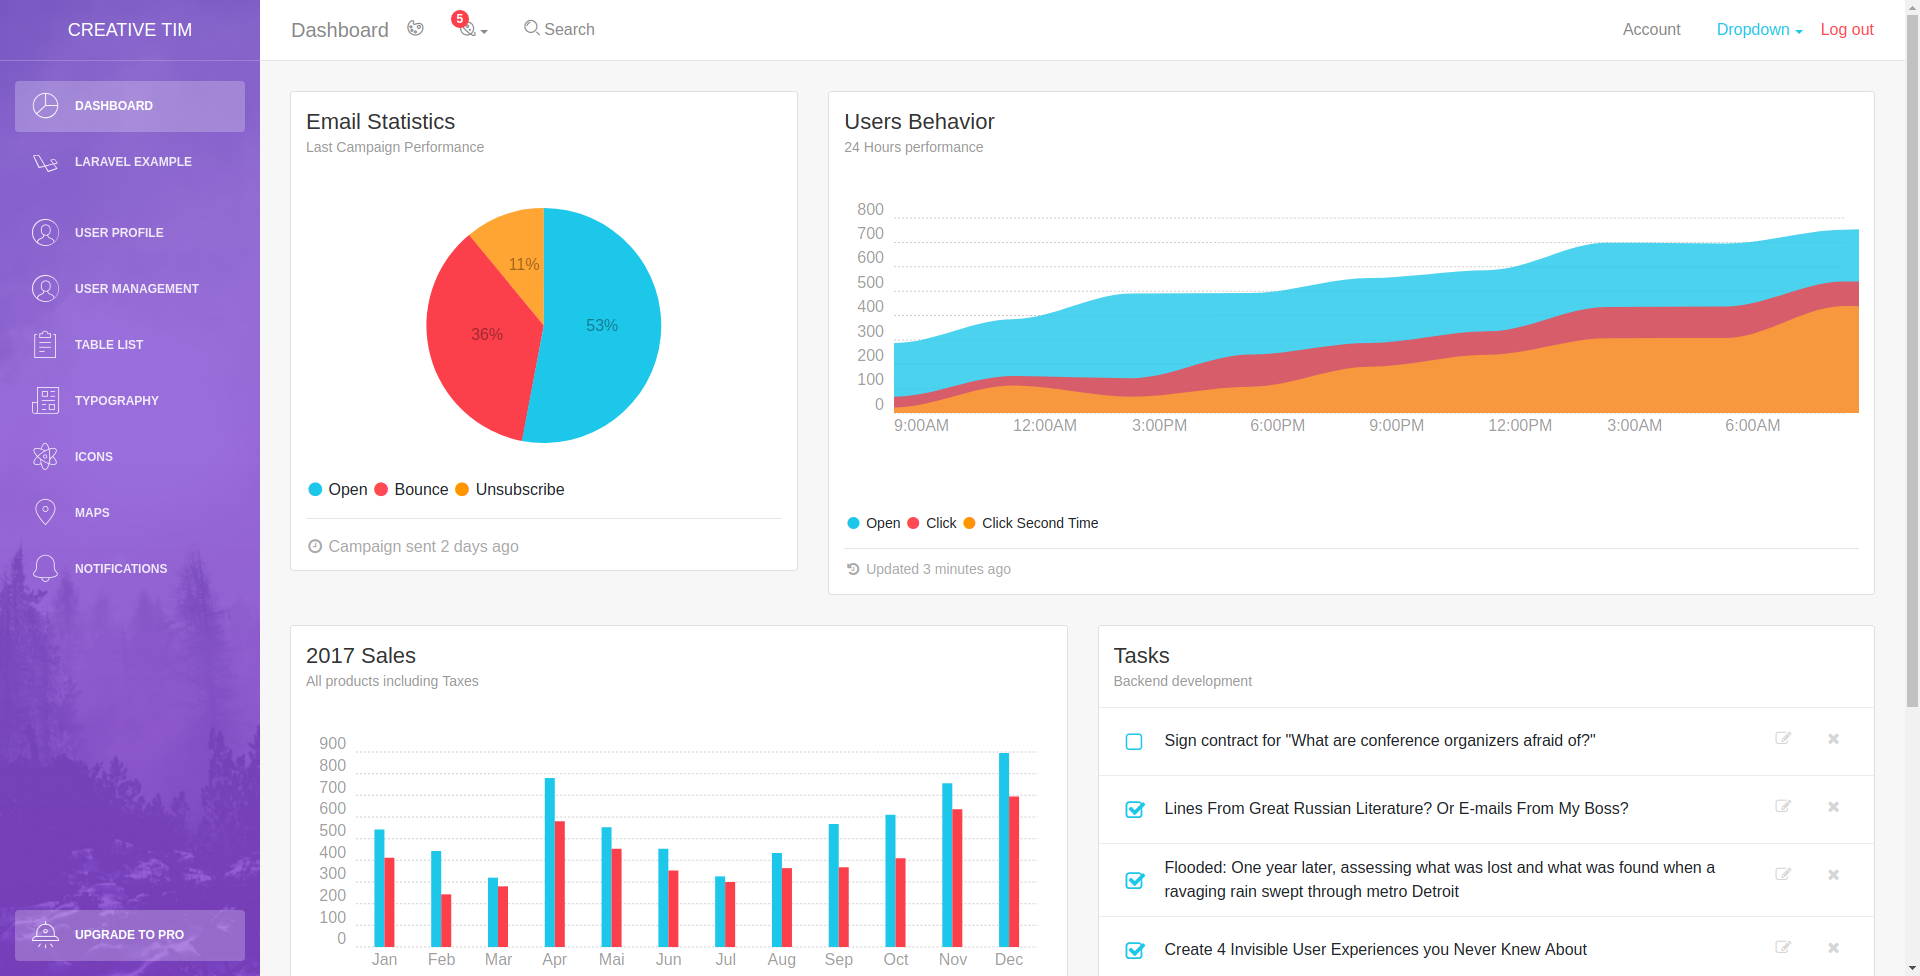 CREATIVE TIM
DASHBOARD
LARAVEL EXAMPLE
USER PROFILE
USER MANAGEMENT
TABLE LIST
TYPOGRAPHY
ICONS
MAPS
NOTIFICATIONS
UPGRADE TO PRO
Dashboard
5
Search
Account
Dropdown
Log out
Email Statistics
Last Campaign Performance
11%
53%
36%
Open Bounce Unsubscribe
Campaign sent 2 days ago
Users Behavior
24 Hours performance
800
700
600
500
400
300
200
100
0
9:00AM 12:00AM 3:00PM 6:00PM 9:00PM 12:00PM 3:00AM 6:00AM
Open Click Click Second Time
Updated 3 minutes ago
2017 Sales
All products including Taxes
900
800
700
600
500
400
300
200
100
0
Jan Feb Mar Apr Mai Jun Jul Aug Sep Oct Nov Dec
Tasks
Backend development
Sign contract for "What are conference organizers afraid of?"
Lines From Great Russian Literature? Or E-mails From My Boss?
Flooded: One year later, assessing what was lost and what was found when a
ravaging rain swept through metro Detroit
Create 4 Invisible User Experiences you Never Knew About